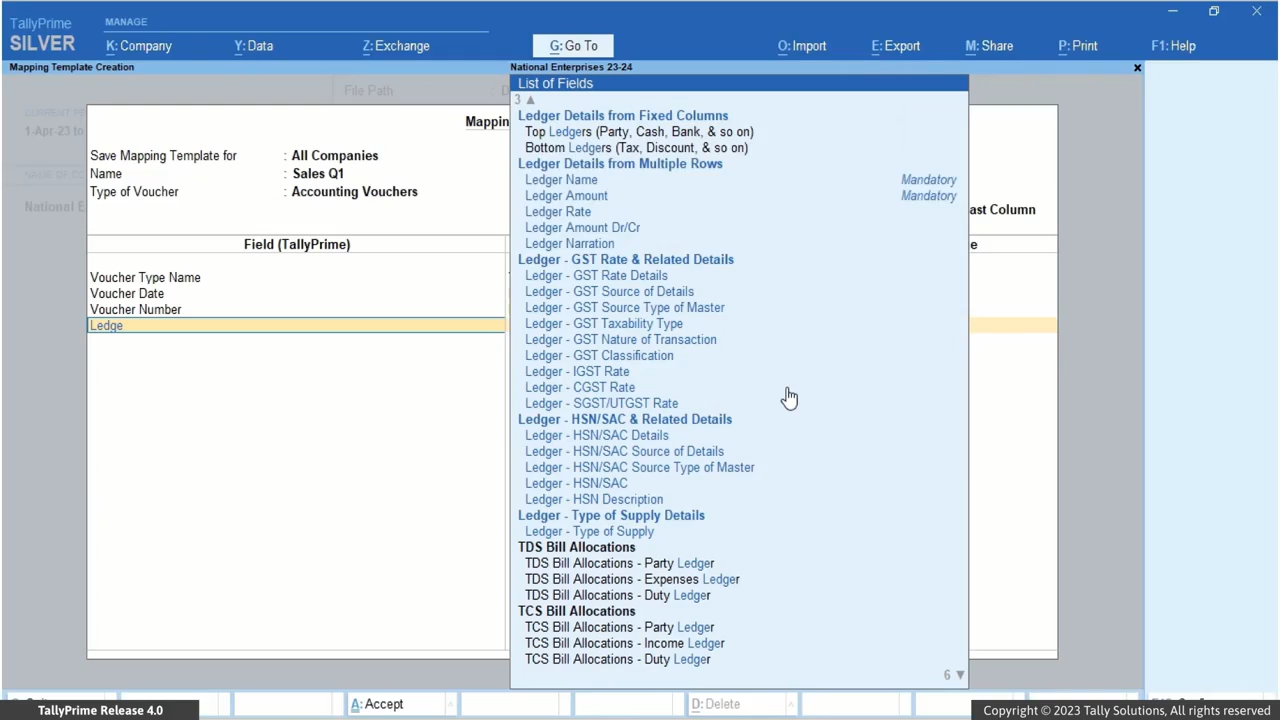 TallyPrime
SILVER
MANAGE
K: Company
Y: Data
Z: Exchange
G: Go To
O: Import
E: Export
M: Share
P: Print
F1: Help
Mapping Template Creation
National Enterprises 23-24
File Path
1-Apr-23 to
National E
Mappin
Save Mapping Template for : All Companies
Name : Sales Q1
Type of Voucher : Accounting Vouchers
ast Column
Field (TallyPrime)
e
Voucher Type Name
Voucher Date
Voucher Number
Ledge
List of Fields
3
Ledger Details from Fixed Columns
Top Ledgers (Party, Cash, Bank, & so on)
Bottom Ledgers (Tax, Discount, & so on)
Ledger Details from Multiple Rows
Ledger Name Mandatory
Ledger Amount Mandatory
Ledger Rate
Ledger Amount Dr/Cr
Ledger Narration
Ledger - GST Rate & Related Details
Ledger - GST Rate Details
Ledger - GST Source of Details
Ledger - GST Source Type of Master
Ledger - GST Taxability Type
Ledger - GST Nature of Transaction
Ledger - GST Classification
Ledger - IGST Rate
Ledger - CGST Rate
Ledger - SGST/UTGST Rate
Ledger - HSN/SAC & Related Details
Ledger - HSN/SAC Details
Ledger - HSN/SAC Source of Details
Ledger - HSN/SAC Source Type of Master
Ledger - HSN/SAC
Ledger - HSN Description
Ledger - Type of Supply Details
Ledger - Type of Supply
TDS Bill Allocations
TDS Bill Allocations - Party Ledger
TDS Bill Allocations - Expenses Ledger
TDS Bill Allocations - Duty Ledger
TCS Bill Allocations
TCS Bill Allocations - Party Ledger
TCS Bill Allocations - Income Ledger
TCS Bill Allocations - Duty Ledger
6
A: Accept
D: Delete
TallyPrime Release 4.0
Copyright © 2023 Tally Solutions, All rights reserved